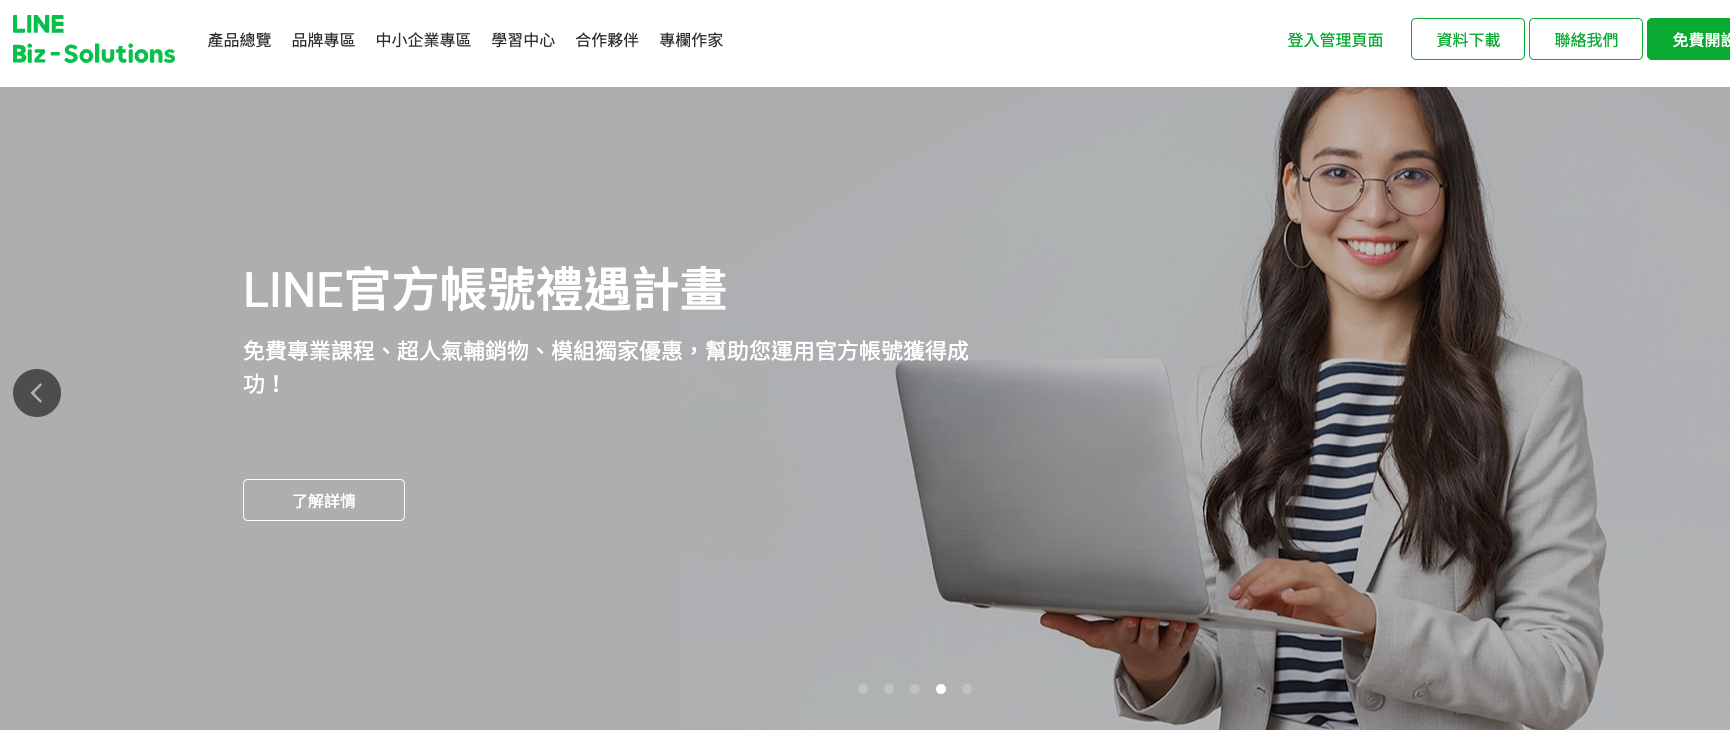 LINE
Biz-Solutions
產品總覽 品牌專區 中小企業專區 學習中心 合作夥伴 專欄作家
登入管理頁面 資料下載 聯絡我們 免費開設
LINE官方帳號禮遇計畫
免費專業課程、超人氣輔銷物、模組獨家優惠，幫助您運用官方帳號獲得成
功！
了解詳情